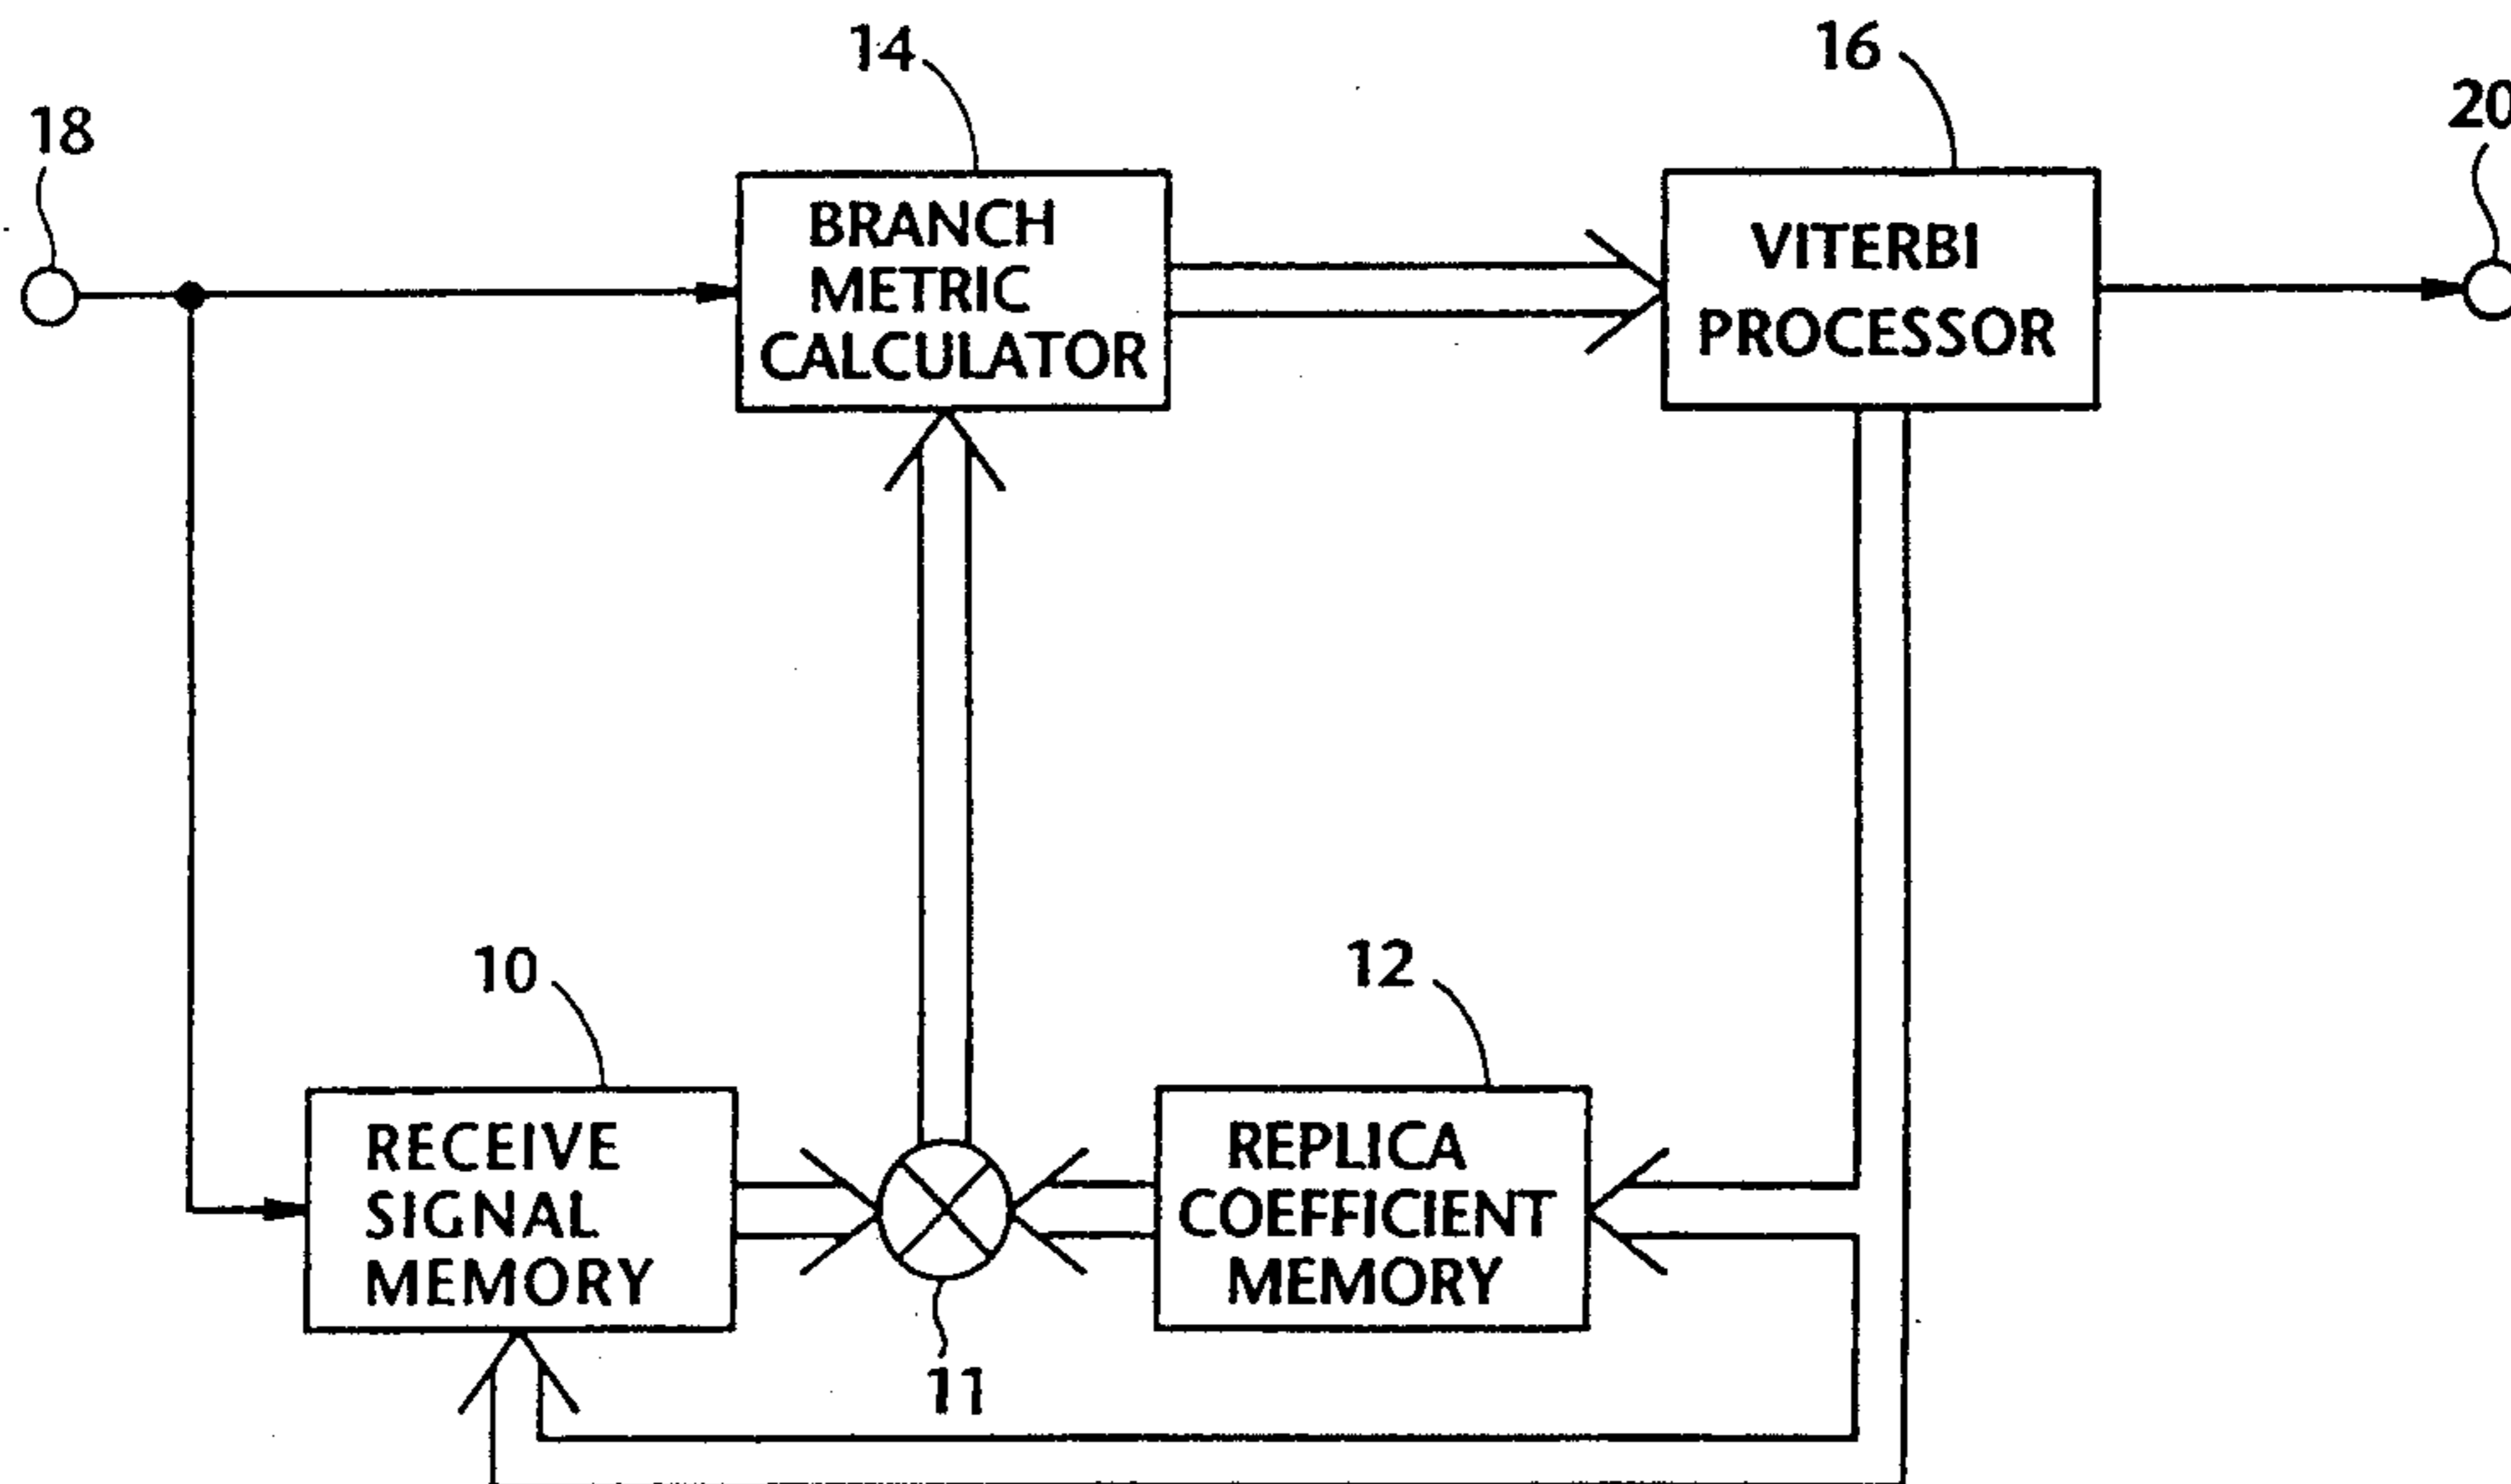 14
16
18
20
BRANCH
METRIC
CALCULATOR
VITERBI
PROCESSOR
10
12
RECEIVE
SIGNAL
MEMORY
REPLICA
COEFFICIENT
MEMORY
11